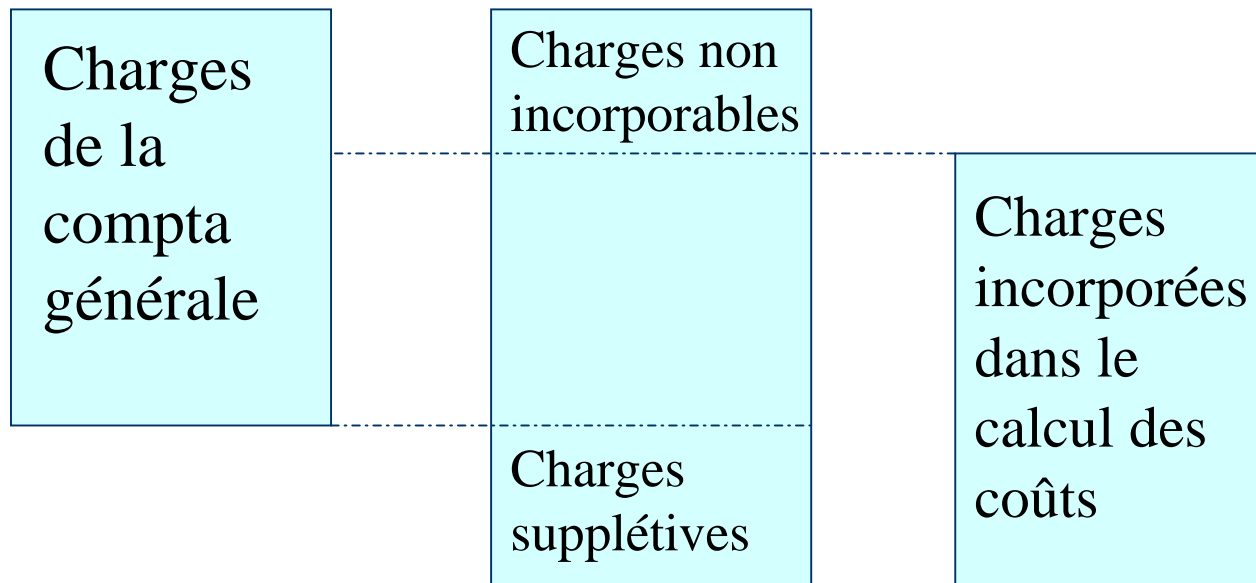 Charges
de la
compta
générale
Charges non
incorporables
Charges
supplétives
Charges
incorporées
dans le
calcul des
coûts